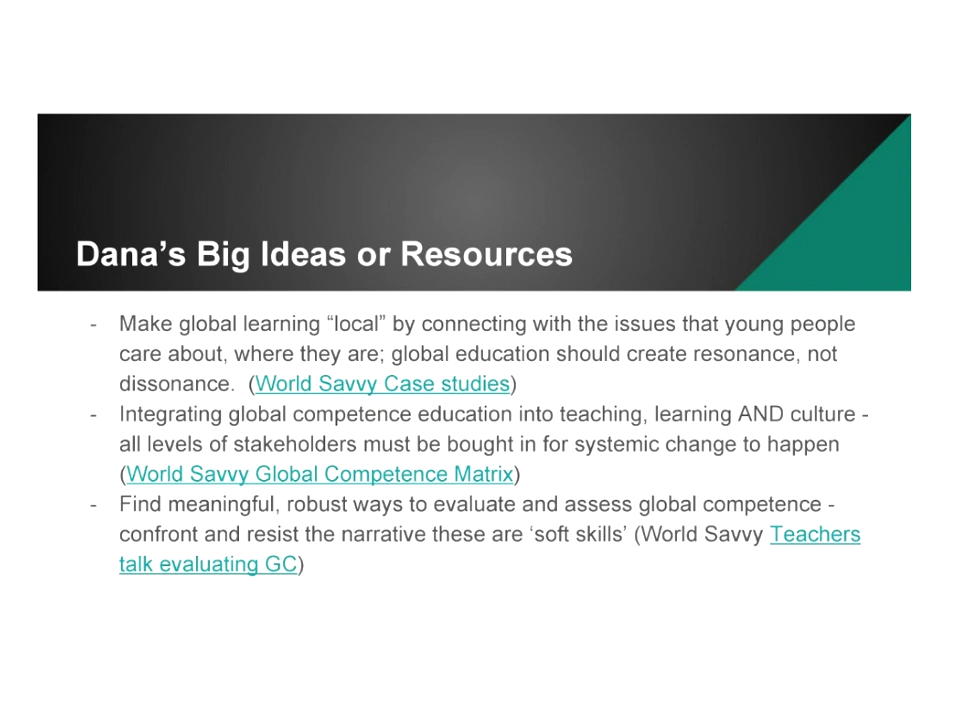 Dana’s Big Ideas or Resources
- Make global learning “local” by connecting with the issues that young people
care about, where they are; global education should create resonance, not
dissonance.  (World Savvy Case studies)
- Integrating global competence education into teaching, learning AND culture -
all levels of stakeholders must be bought in for systemic change to happen
(World Savvy Global Competence Matrix)
- Find meaningful, robust ways to evaluate and assess global competence -
confront and resist the narrative these are ‘soft skills’ (World Savvy Teachers
talk evaluating GC)